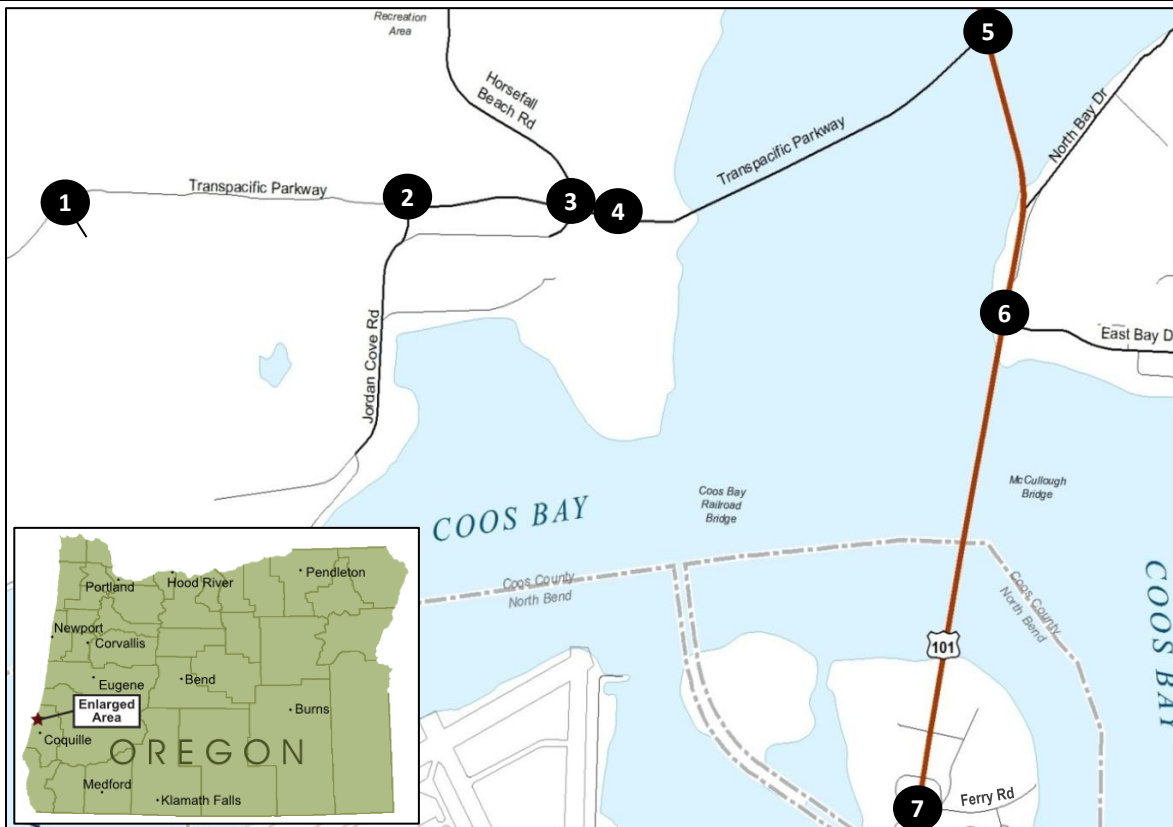 Recreation
Area
5
Horsefall
Beach Rd
North Bay Dr
Transpacific Parkway
1
Transpacific Parkway
2
3
4
6
East Bay D
Jordan Cove Rd
McCullough
Bridge
Coos Bay
Railroad
Bridge
COOS BAY
Coos County
North Bend
Coos County
North Bend
COOS BAY
101
7
Ferry Rd
Portland
Hood River
Pendleton
Newport
Corvallis
Eugene
Bend
Enlarged
Area
Burns
Coquille
OREGON
Medford
Klamath Falls